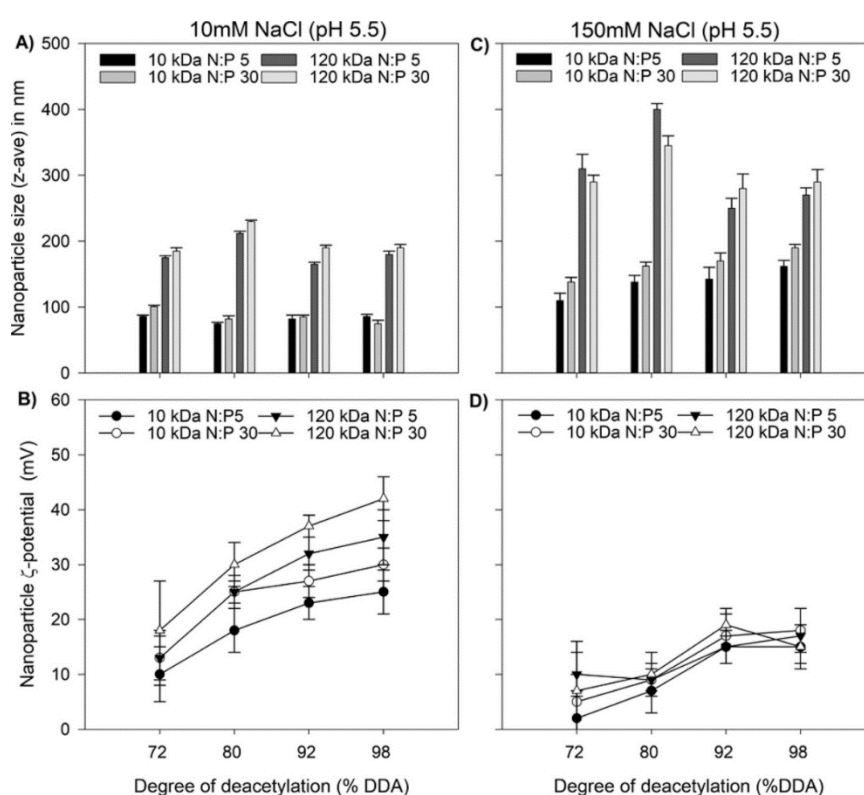 10mM NaCl (pH 5.5)
150mM NaCl (pH 5.5)
A)
500
400
300
200
100
0
Nanoparticle size (z-ave) in nm
10 kDa N:P 5
10 kDa N:P 30
120 kDa N:P 5
120 kDa N:P 30
C)
10 kDa N:P5
10 kDa N:P 30
120 kDa N:P 5
120 kDa N:P 30
B)
60
50
40
30
20
10
0
Nanoparticle ζ-potential (mV)
10 kDa N:P5
10 kDa N:P 30
120 kDa N:P 5
120 kDa N:P 30
72 80 92 98
Degree of deacetylation (% DDA)
D)
10 kDa N:P5
10 kDa N:P 30
120 kDa N:P 5
120 kDa N:P 30
72 80 92 98
Degree of deacetylation (%DDA)